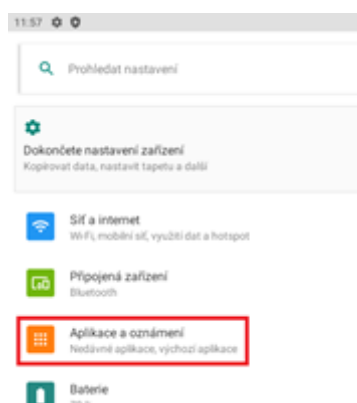 11:57
Prohledat nastavení
Dokončete nastavení zařízení
Kopírovat data, nastavit tapetu a další
Síť a internet
Wi-Fi, mobilní síť, využití dat a hotspot
Připojená zařízení
Bluetooth
Aplikace a oznámení
Nedávné aplikace, výchozí aplikace
Baterie